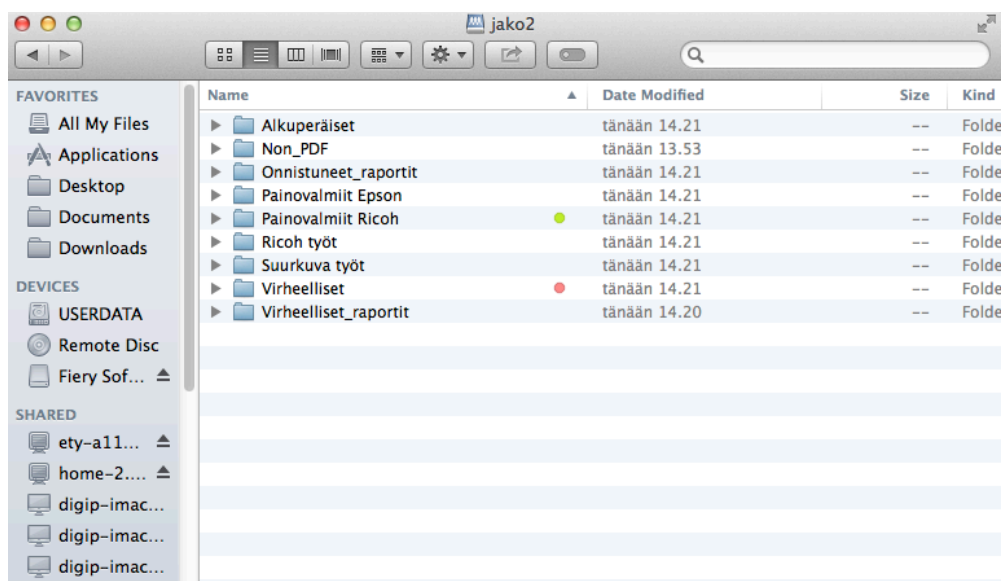 jako2
FAVORITES
All My Files
Applications
Desktop
Documents
Downloads
DEVICES
USERDATA
Remote Disc
Fiery Sof...
SHARED
ety-a11...
home-2....
digip-imac...
digip-imac...
digip-imac...
Name Date Modified Size Kind
Alkuperäiset tänään 14.21 -- Folde
Non_PDF tänään 13.53 -- Folde
Onnistuneet_raportit tänään 14.21 -- Folde
Painovalmiit Epson tänään 14.21 -- Folde
Painovalmiit Ricoh tänään 14.21 -- Folde
Ricoh työt tänään 14.21 -- Folde
Suurkuva työt tänään 14.21 -- Folde
Virheelliset tänään 14.21 -- Folde
Virheelliset_raportit tänään 14.20 -- Folde